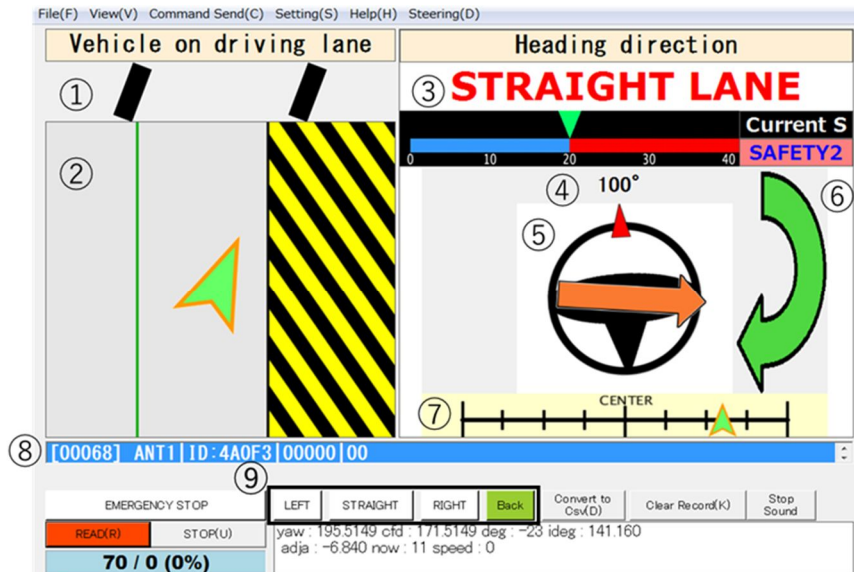 File(F) View(V) Command Send(C) Setting(S) Help(H) Steering(D)
Vehicle on driving lane
Heading direction
①
③ STRAIGHT LANE
Current S
0 10 20 30 40
SAFETY2
②
④ 100°
⑥
⑤
⑦
CENTER
⑧ [00068] ANT1|ID:4A0F3|00000|00
⑨
EMERGENCY STOP
LEFT STRAIGHT RIGHT Back
Convert to
Csv(D)
Clear Record(K)
Stop
Sound
READ(R) STOP(U)
yaw : 195.5149 cfd : 171.5149 deg : -23 ideg : 141.160
adja : -6.840 now : 11 speed : 0
70 / 0 (0%)